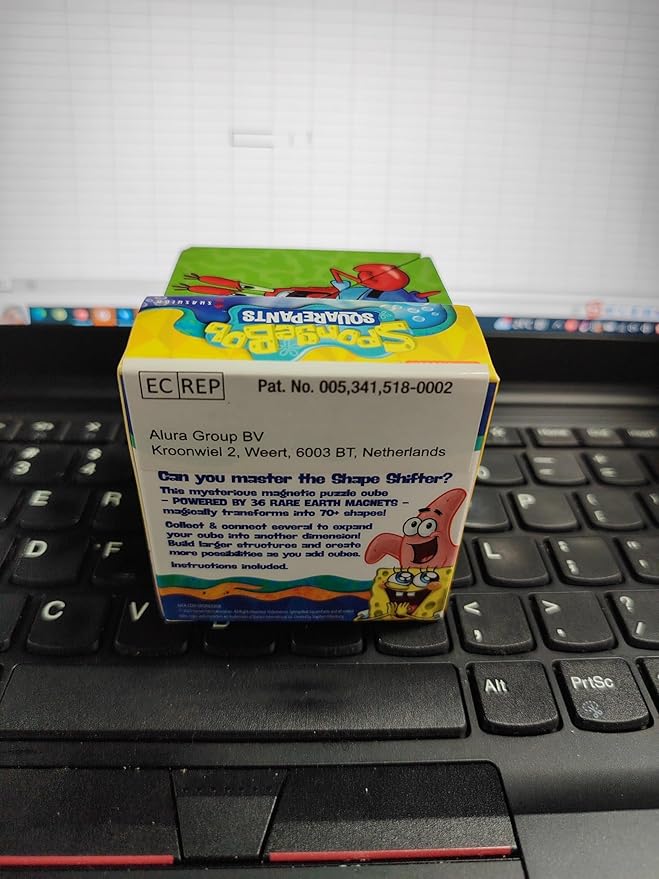 SHASHIBO
SPONGEBOB
SQUAREPANTS
EC REP
Pat. No. 005,341,518-0002
Alura Group BV
Kroonwiel 2, Weert, 6003 BT, Netherlands
Can you master the Shape Shifter?
This mysterious magnetic puzzle cube
– POWERED BY 36 RARE EARTH MAGNETS –
magically transforms into 70+ shapes!
Collect & connect several to expand
your cube into another dimension!
Build larger structures and create
more possibilities as you add cubes.
Instructions included.
3
4
E
R
I
O
P
D
F
L
C
V
<
,
>
.
?
Alt
PrtSc